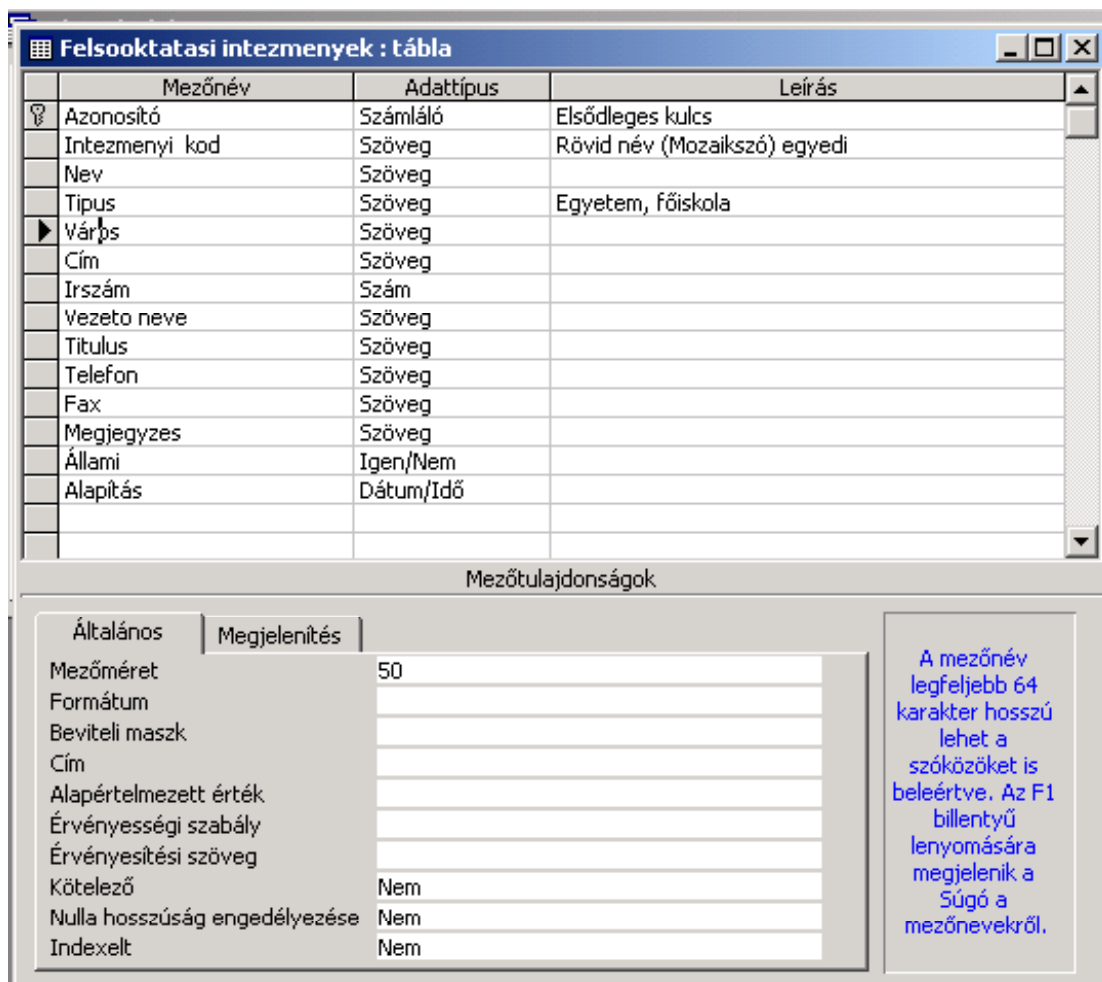 Felsooktatasi intezmenyek : tábla
Mezőnév Adattípus Leírás
Azonosító Számláló Elsődleges kulcs
Intezmenyi kod Szöveg Rövid név (Mozaikszó) egyedi
Nev Szöveg
Tipus Szöveg Egyetem, főiskola
Város Szöveg
Cím Szöveg
Irszám Szám
Vezeto neve Szöveg
Titulus Szöveg
Telefon Szöveg
Fax Szöveg
Megjegyzes Szöveg
Állami Igen/Nem
Alapítás Dátum/Idő
Mezőtulajdonságok
Általános Megjelenítés
Mezőméret 50
Formátum
Beviteli maszk
Cím
Alapértelmezett érték
Érvényességi szabály
Érvényesítési szöveg
Kötelező Nem
Nulla hosszúság engedélyezése Nem
Indexelt Nem
A mezőnév
legfeljebb 64
karakter hosszú
lehet a
szóközöket is
beleértve. Az F1
billentyű
lenyomására
megjelenik a
Súgó a
mezőnevekről.